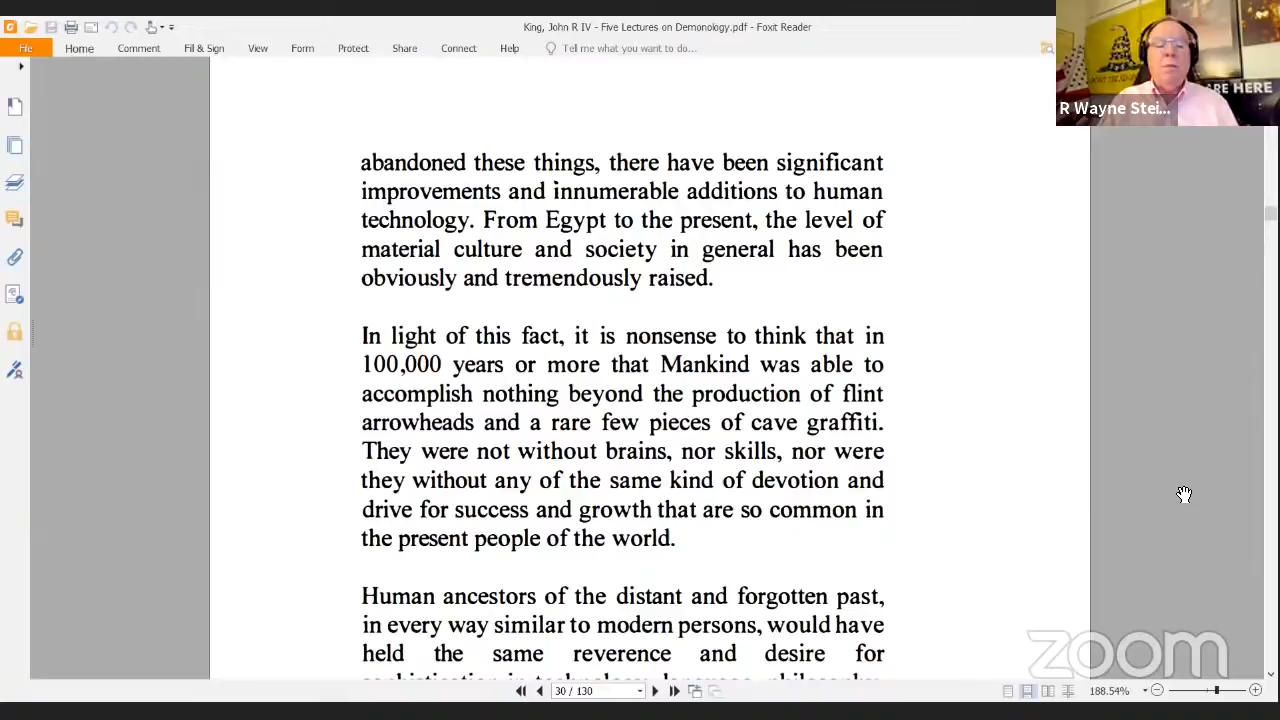 King, John R IV - Five Lectures on Demonology.pdf - Foxit Reader
File Home Comment Fill & Sign View Form Protect Share Connect Help Tell me what you want to do...
ARE HERE
R Wayne Stei...
abandoned these things, there have been significant
improvements and innumerable additions to human
technology. From Egypt to the present, the level of
material culture and society in general has been
obviously and tremendously raised.
In light of this fact, it is nonsense to think that in
100,000 years or more that Mankind was able to
accomplish nothing beyond the production of flint
arrowheads and a rare few pieces of cave graffiti.
They were not without brains, nor skills, nor were
they without any of the same kind of devotion and
drive for success and growth that are so common in
the present people of the world.
Human ancestors of the distant and forgotten past,
in every way similar to modern persons, would have
held the same reverence and desire for
zoom
30 / 130
188.54%